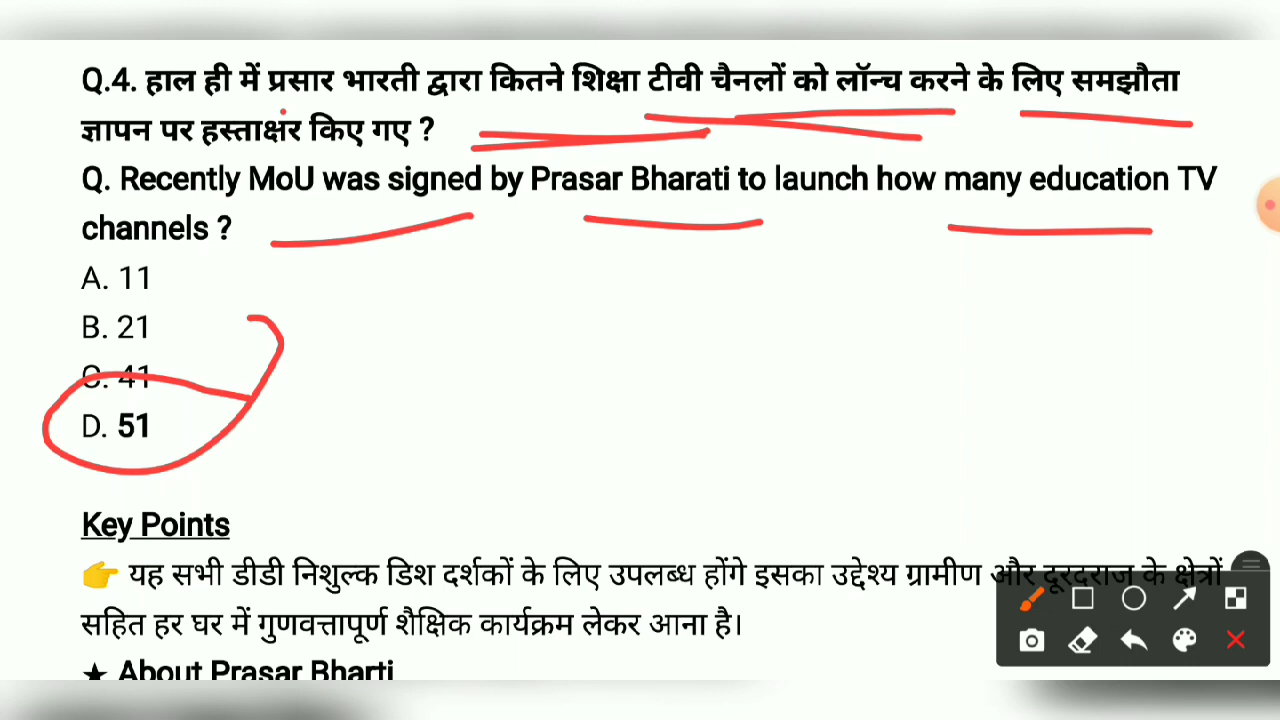 Q.4. हाल ही में प्रसार भारती द्वारा कितने शिक्षा टीवी चैनलों को लॉन्च करने के लिए समझौता
ज्ञापन पर हस्ताक्षर किए गए ?
Q. Recently MoU was signed by Prasar Bharati to launch how many education TV
channels ?
A. 11
B. 21
C. 41
D. 51
Key Points
👉 यह सभी डीडी निशुल्क डिश दर्शकों के लिए उपलब्ध होंगे इसका उद्देश्य ग्रामीण और दूरदराज के क्षेत्रों
सहित हर घर में गुणवत्तापूर्ण शैक्षिक कार्यक्रम लेकर आना है।
★ About Prasar Bharti